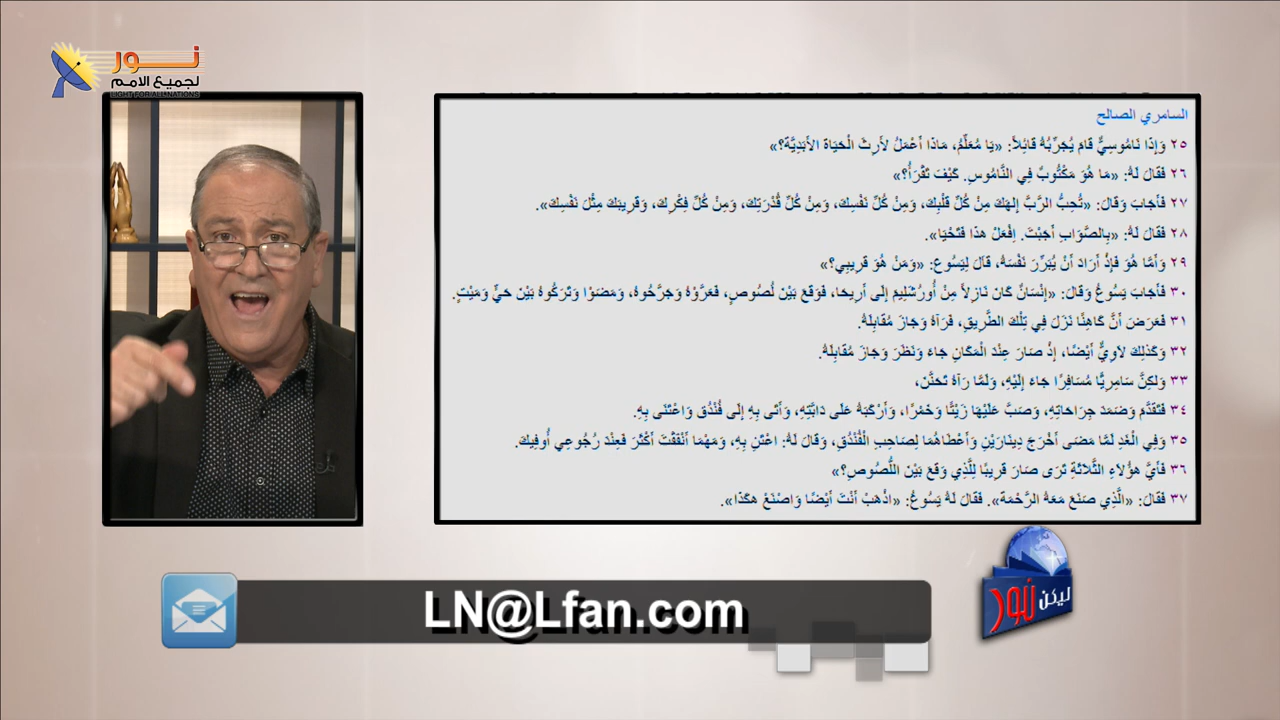 نور
لجميع الامم
LIGHT FOR ALL NATIONS
السامري الصالح
٢٥ وَإِذَا نَامُوسِيٌّ قَامَ يُجَرِّبُهُ قَائِلاً: «يَا مُعَلِّمُ، مَاذَا أَعْمَلُ لأَرِثَ الْحَيَاةَ الأَبَدِيَّةَ؟»
٢٦ فَقَالَ لَهُ: «مَا هُوَ مَكْتُوبٌ فِي النَّامُوسِ. كَيْفَ تَقْرَأُ؟»
٢٧ فَأَجَابَ وَقَالَ: «تُحِبُّ الرَّبَّ إِلهَكَ مِنْ كُلِّ قَلْبِكَ، وَمِنْ كُلِّ نَفْسِكَ، وَمِنْ كُلِّ قُدْرَتِكَ، وَمِنْ كُلِّ فِكْرِكَ، وَقَرِيبَكَ مِثْلَ نَفْسِكَ».
٢٨ فَقَالَ لَهُ: «بِالصَّوَابِ أَجَبْتَ. اِفْعَلْ هذَا فَتَحْيَا».
٢٩ وَأَمَّا هُوَ فَإِذْ أَرَادَ أَنْ يُبَرِّرَ نَفْسَهُ، قَالَ لِيَسُوعَ: «وَمَنْ هُوَ قَرِيبِي؟»
٣٠ فَأَجَابَ يَسُوعُ وَقَالَ: «إِنْسَانٌ كَانَ نَازِلاً مِنْ أُورُشَلِيمَ إِلَى أَرِيحَا، فَوَقَعَ بَيْنَ لُصُوصٍ، فَعَرَّوْهُ وَجَرَّحُوهُ، وَمَضَوْا وَتَرَكُوهُ بَيْنَ حَيٍّ وَمَيْتٍ.
٣١ فَعَرَضَ أَنَّ كَاهِنًا نَزَلَ فِي تِلْكَ الطَّرِيقِ، فَرَآهُ وَجَازَ مُقَابِلَهُ.
٣٢ وَكَذلِكَ لاَوِيٌّ أَيْضًا، إِذْ صَارَ عِنْدَ الْمَكَانِ جَاءَ وَنَظَرَ وَجَازَ مُقَابِلَهُ.
٣٣ وَلكِنَّ سَامِرِيًّا مُسَافِرًا جَاءَ إِلَيْهِ، وَلَمَّا رَآهُ تَحَنَّنَ،
٣٤ فَتَقَدَّمَ وَضَمَدَ جِرَاحَاتِهِ، وَصَبَّ عَلَيْهَا زَيْتًا وَخَمْرًا، وَأَرْكَبَهُ عَلَى دَابَّتِهِ، وَأَتَى بِهِ إِلَى فُنْدُق وَاعْتَنَى بِهِ.
٣٥ وَفِي الْغَدِ لَمَّا مَضَى أَخْرَجَ دِينَارَيْنِ وَأَعْطَاهُمَا لِصَاحِبِ الْفُنْدُقِ، وَقَالَ لَهُ: اعْتَنِ بِهِ، وَمَهْمَا أَنْفَقْتَ أَكْثَرَ فَعِنْدَ رُجُوعِي أُوفِيكَ.
٣٦ فَأَيَّ هؤُلاَءِ الثَّلاَثَةِ تَرَى صَارَ قَرِيبًا لِلَّذِي وَقَعَ بَيْنَ اللُّصُوصِ؟»
٣٧ فَقَالَ: «الَّذِي صَنَعَ مَعَهُ الرَّحْمَةَ». فَقَالَ لَهُ يَسُوعُ: «اذْهَبْ أَنْتَ أَيْضًا وَاصْنَعْ هكَذَا».
LN@Lfan.com
ليكن نور